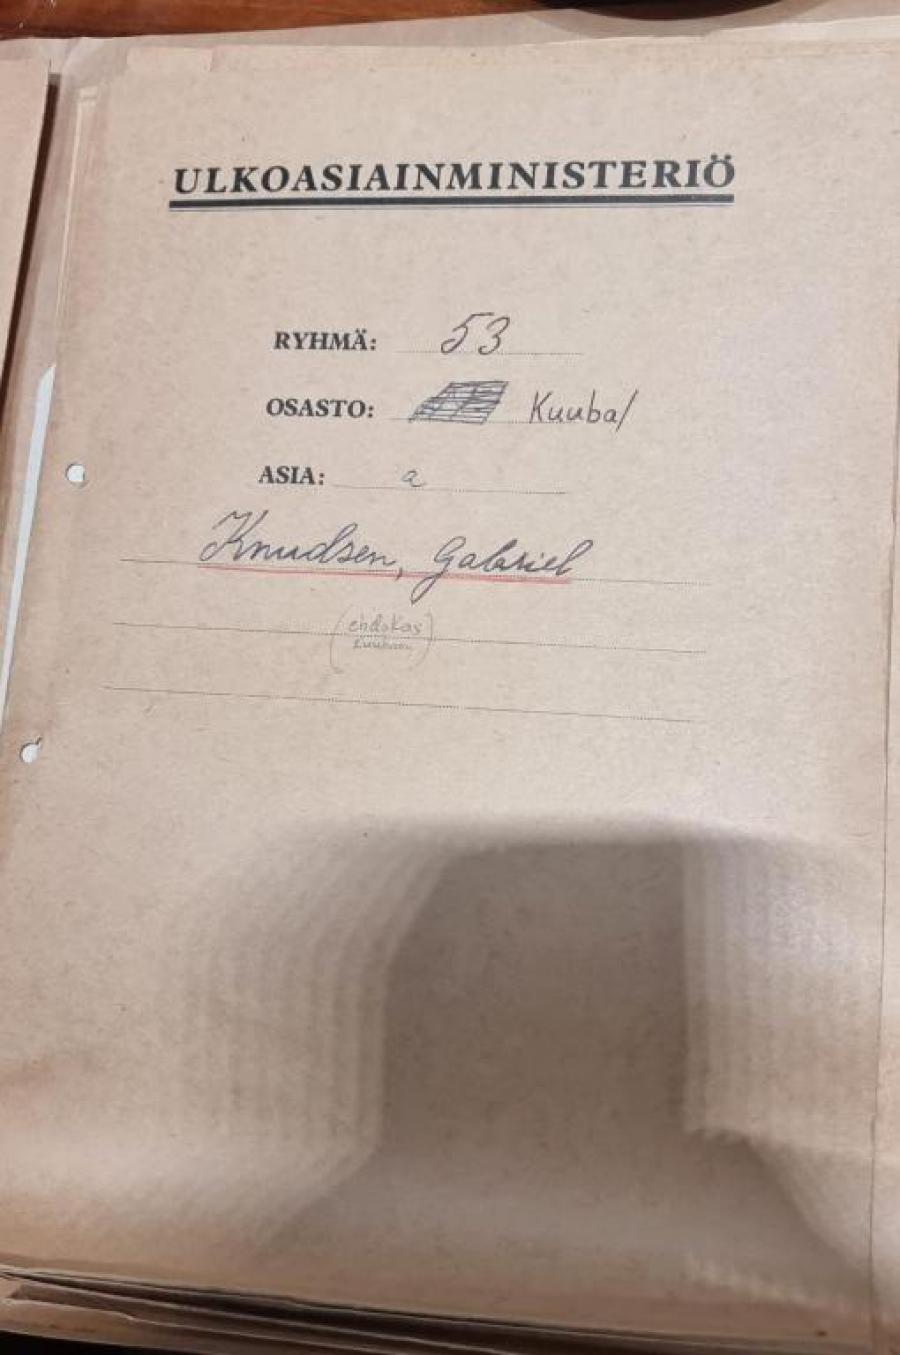 ULKOASIAINMINISTERIÖ
RYHMÄ: 53
OSASTO: Kuuba/
ASIA: a
Knudsen, Gabriel
(ehdokas
Kuubaan)